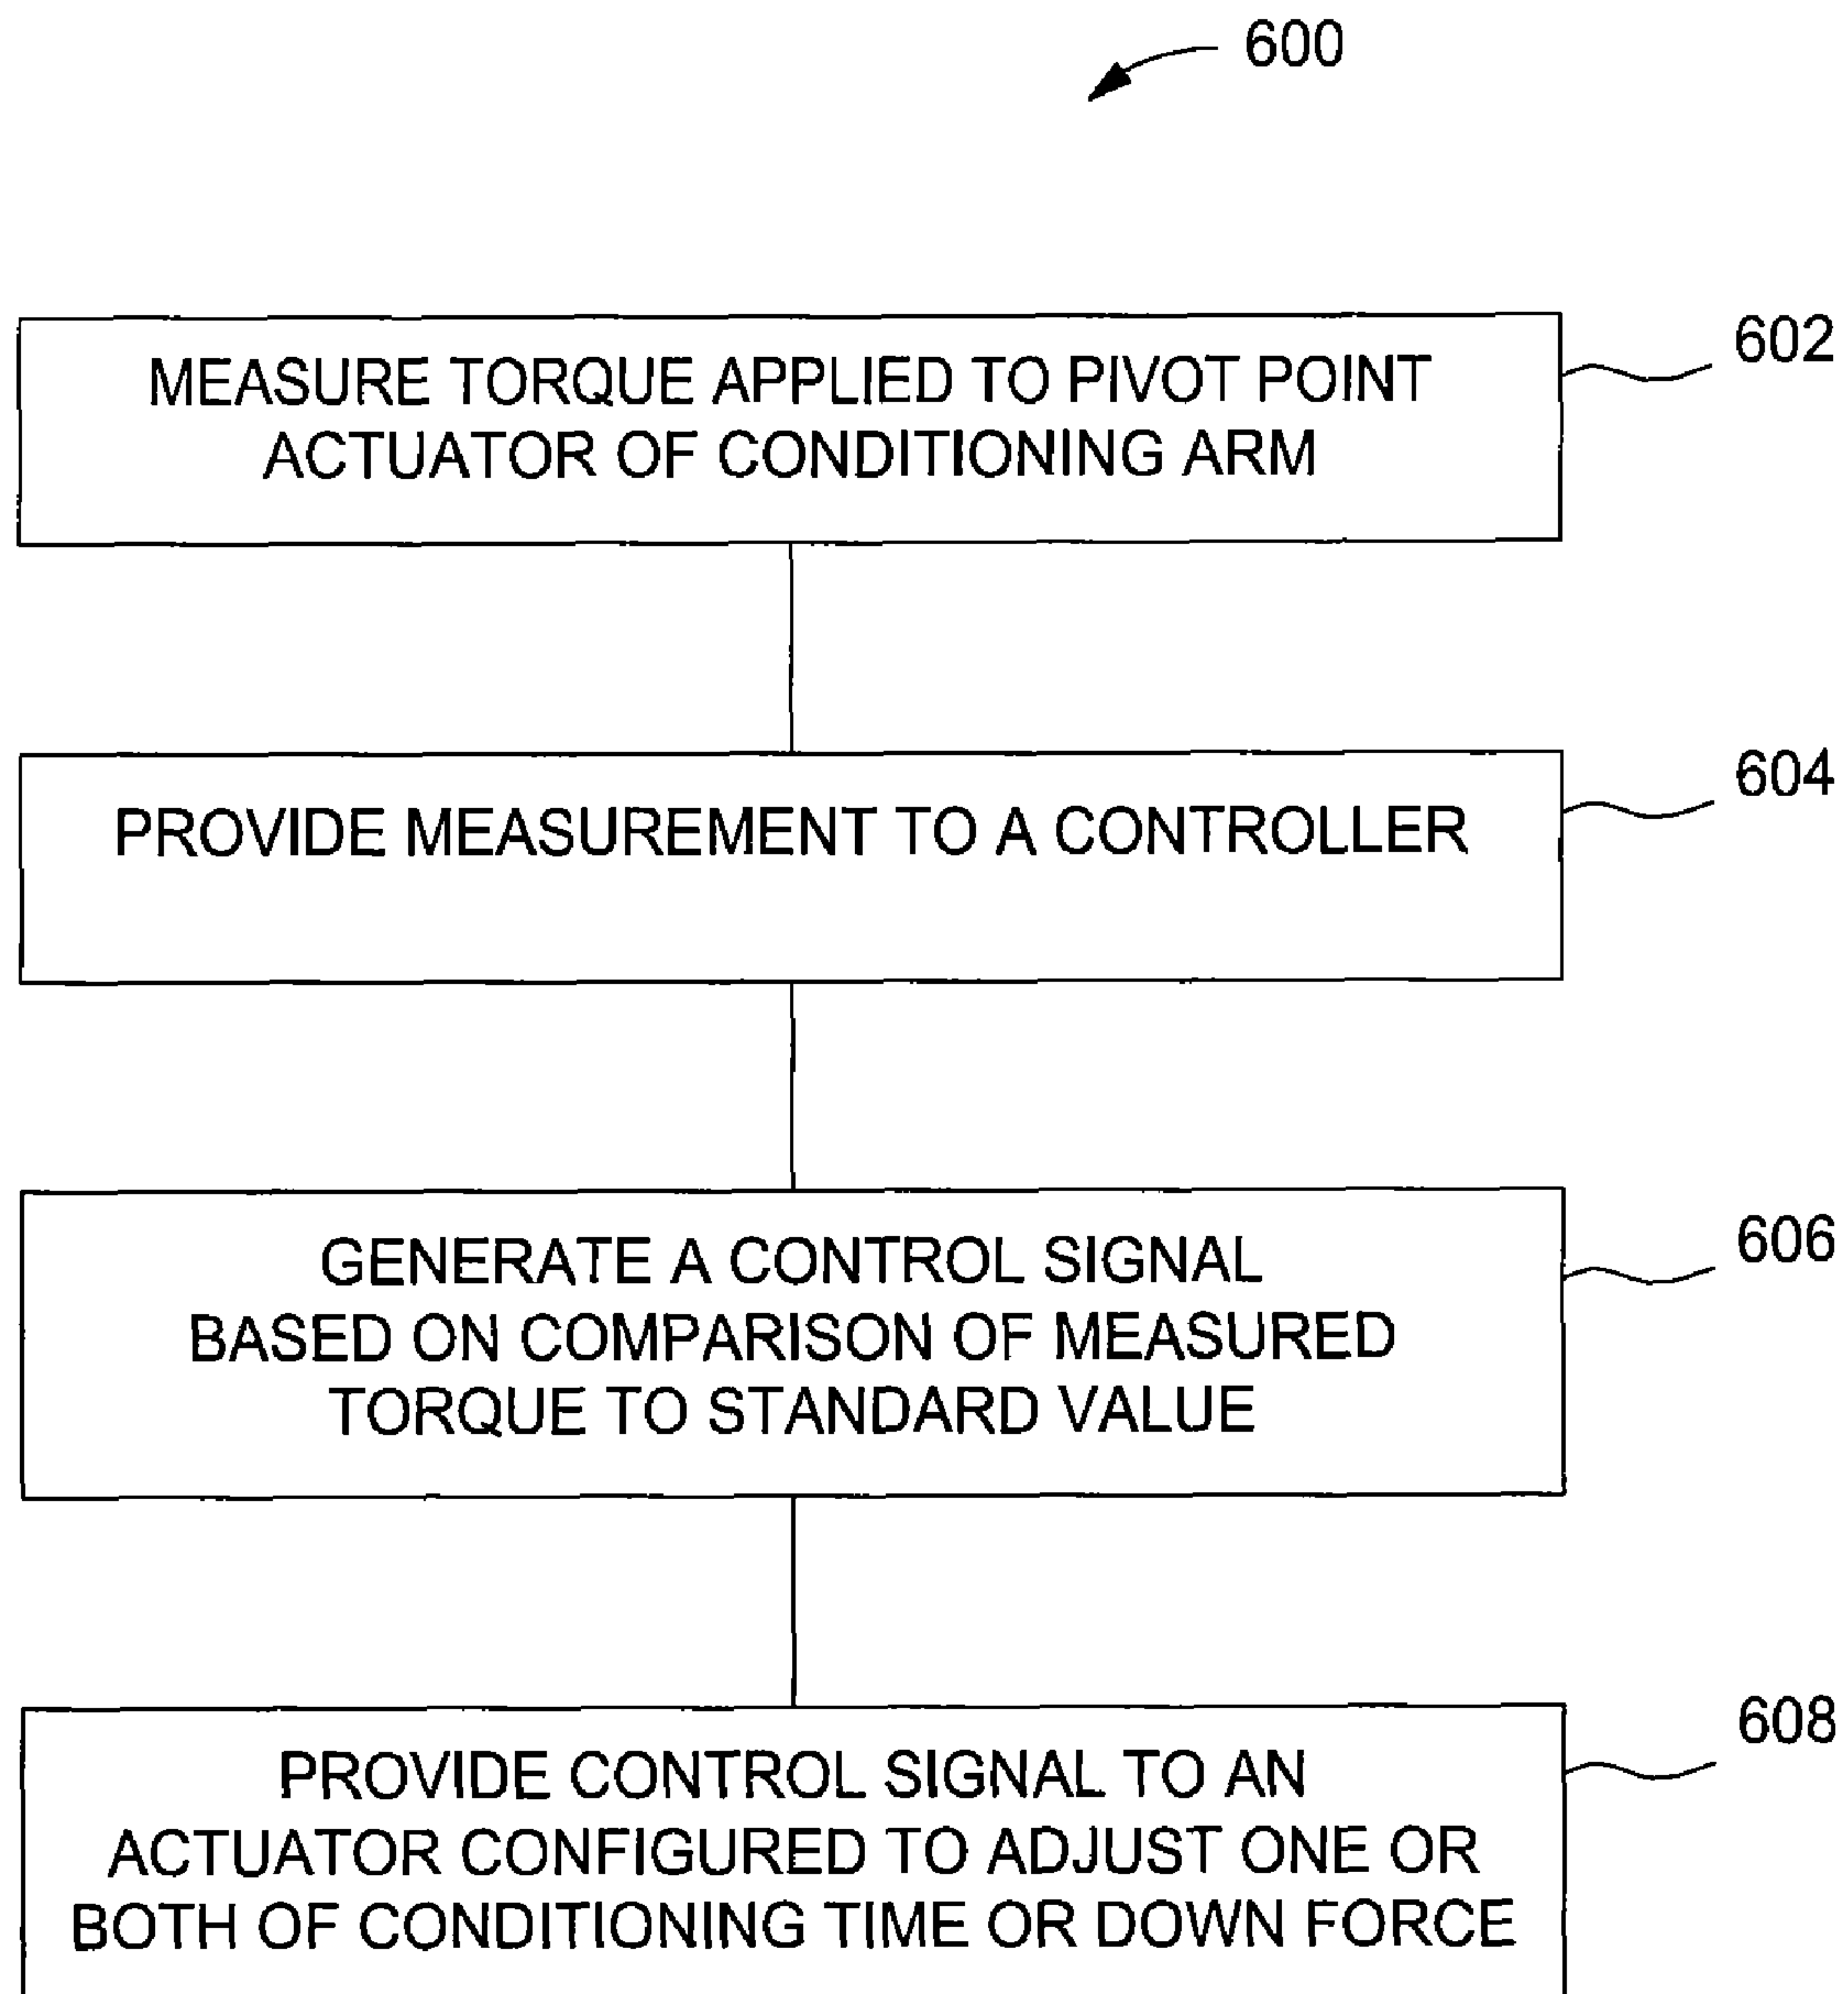 600
602
MEASURE TORQUE APPLIED TO PIVOT POINT
ACTUATOR OF CONDITIONING ARM
604
PROVIDE MEASUREMENT TO A CONTROLLER
606
GENERATE A CONTROL SIGNAL
BASED ON COMPARISON OF MEASURED
TORQUE TO STANDARD VALUE
608
PROVIDE CONTROL SIGNAL TO AN
ACTUATOR CONFIGURED TO ADJUST ONE OR
BOTH OF CONDITIONING TIME OR DOWN FORCE